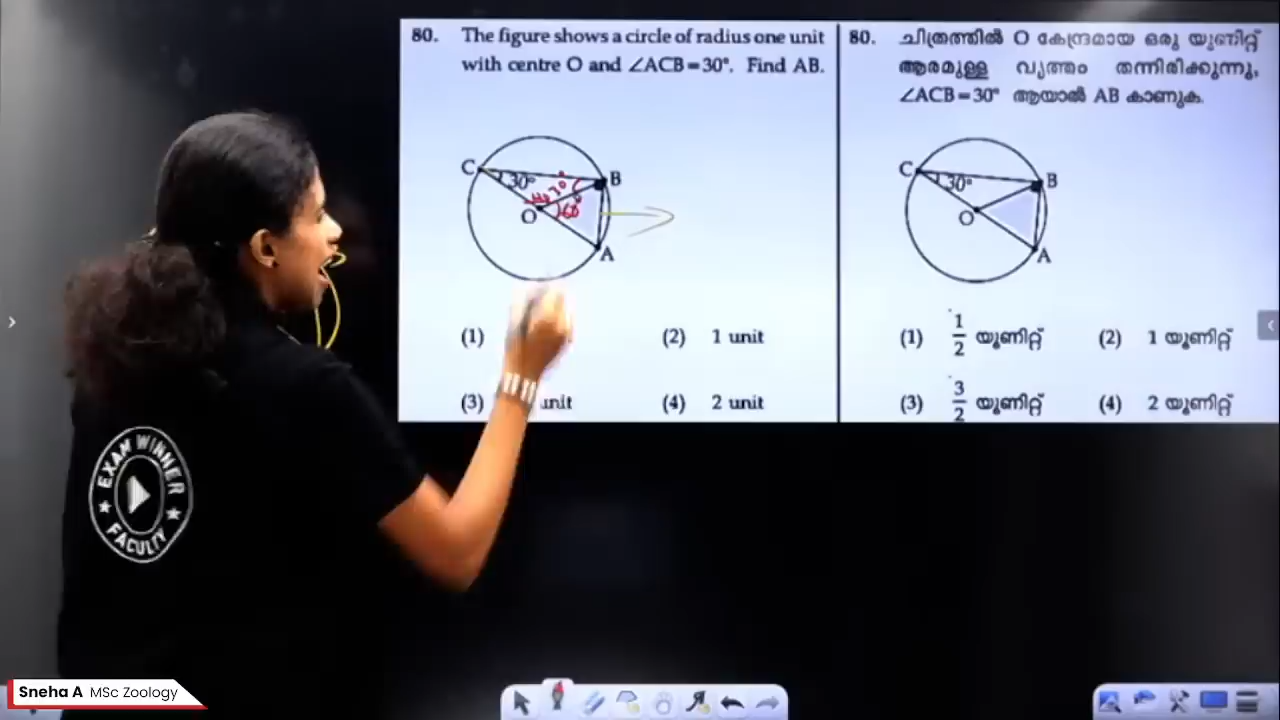 80. The figure shows a circle of radius one unit
with centre O and ∠ACB=30°. Find AB.
C
30°
30°
B
60°
O
A
(1)
(2) 1 unit
(3) unit
(4) 2 unit
80. ചിത്രത്തിൽ O കേന്ദ്രമായ ഒരു യൂണിറ്റ്
ആരമുള്ള വൃത്തം തന്നിരിക്കുന്നു,
∠ACB=30° ആയാൽ AB കാണുക.
C
30°
B
O
A
(1) 1/2 യൂണിറ്റ്
(2) 1 യൂണിറ്റ്
(3) 3/2 യൂണിറ്റ്
(4) 2 യൂണിറ്റ്
EXAM WINNER
FACULTY
Sneha A MSc Zoology